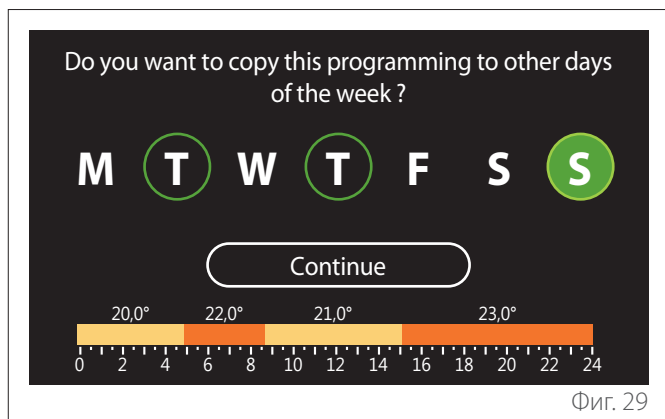 Do you want to copy this programming to other days
of the week ?
M T W T F S S
Continue
20,0° 22,0° 21,0° 23,0°
0 2 4 6 8 10 12 14 16 18 20 22 24
Фиг. 29